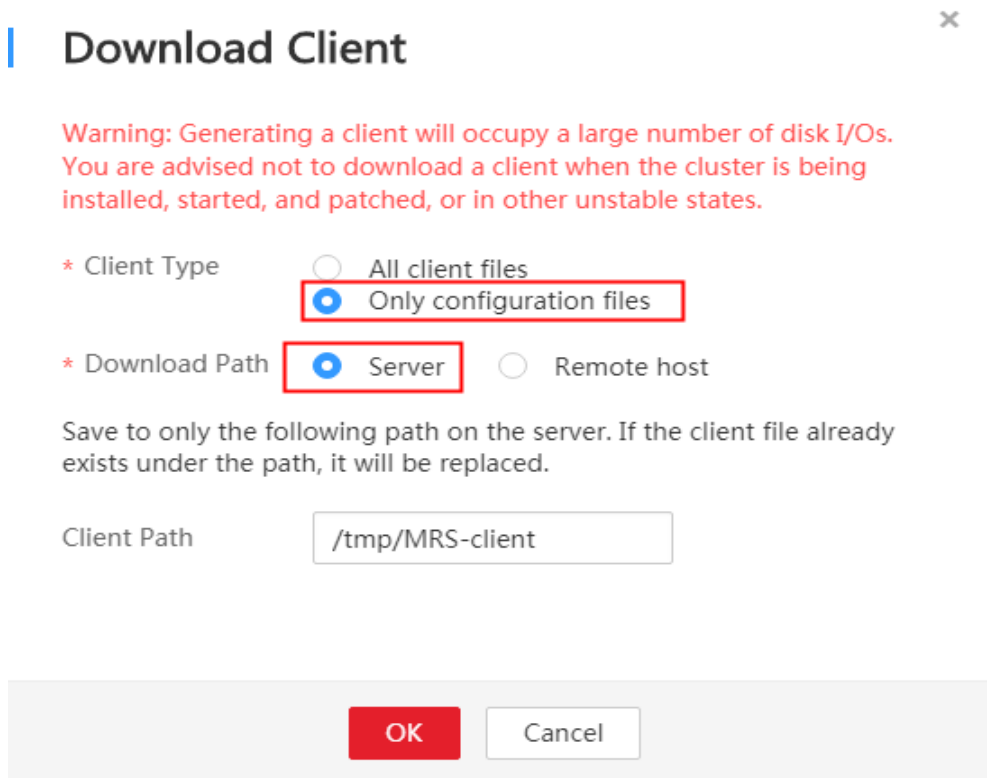 Download Client
×
Warning: Generating a client will occupy a large number of disk I/Os.
You are advised not to download a client when the cluster is being
installed, started, and patched, or in other unstable states.
* Client Type
All client files
Only configuration files
* Download Path
Server
Remote host
Save to only the following path on the server. If the client file already
exists under the path, it will be replaced.
Client Path
/tmp/MRS-client
OK
Cancel